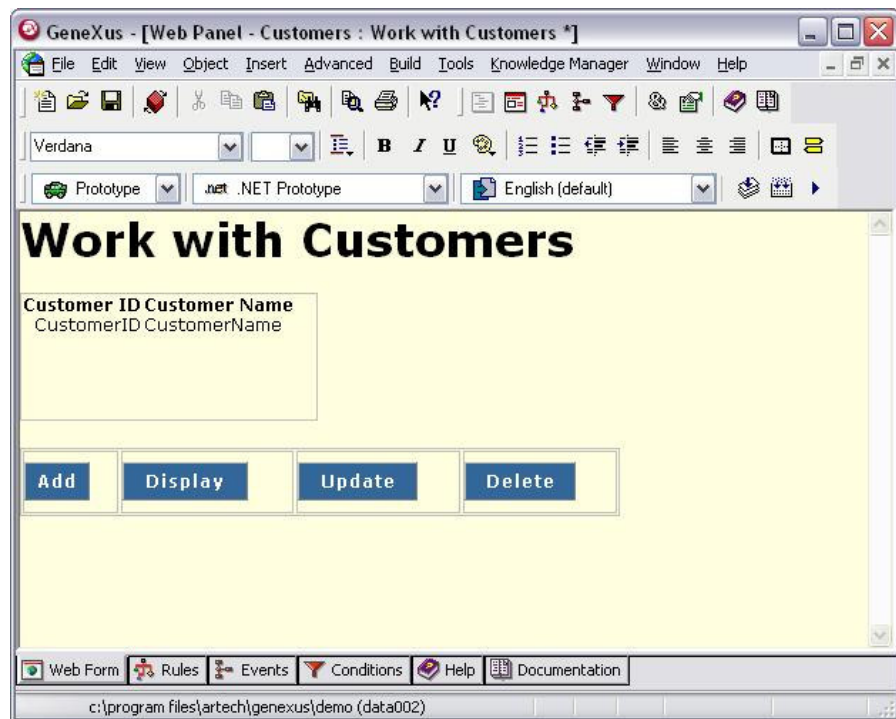 GeneXus - [Web Panel - Customers : Work with Customers *]
File Edit View Object Insert Advanced Build Tools Knowledge Manager Window Help
Verdana B I U
Prototype .net .NET Prototype English (default)
Work with Customers
Customer ID Customer Name
CustomerID CustomerName
Add Display Update Delete
Web Form Rules Events Conditions Help Documentation
c:\program files\artech\genexus\demo (data002)